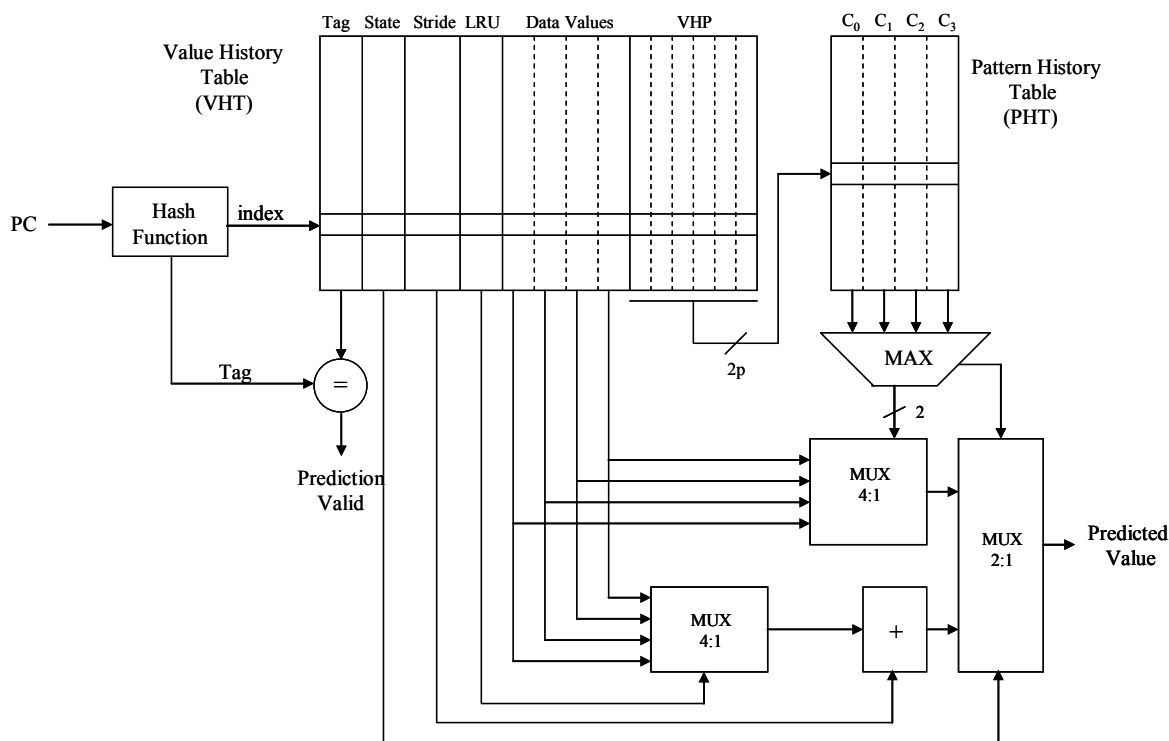 Tag State Stride LRU Data Values VHP
C0 C1 C2 C3
Value History
Table
(VHT)
Pattern History
Table
(PHT)
PC
Hash
Function
index
Tag
=
2p
MAX
2
Prediction
Valid
MUX
4:1
MUX
2:1
Predicted
Value
MUX
4:1
+